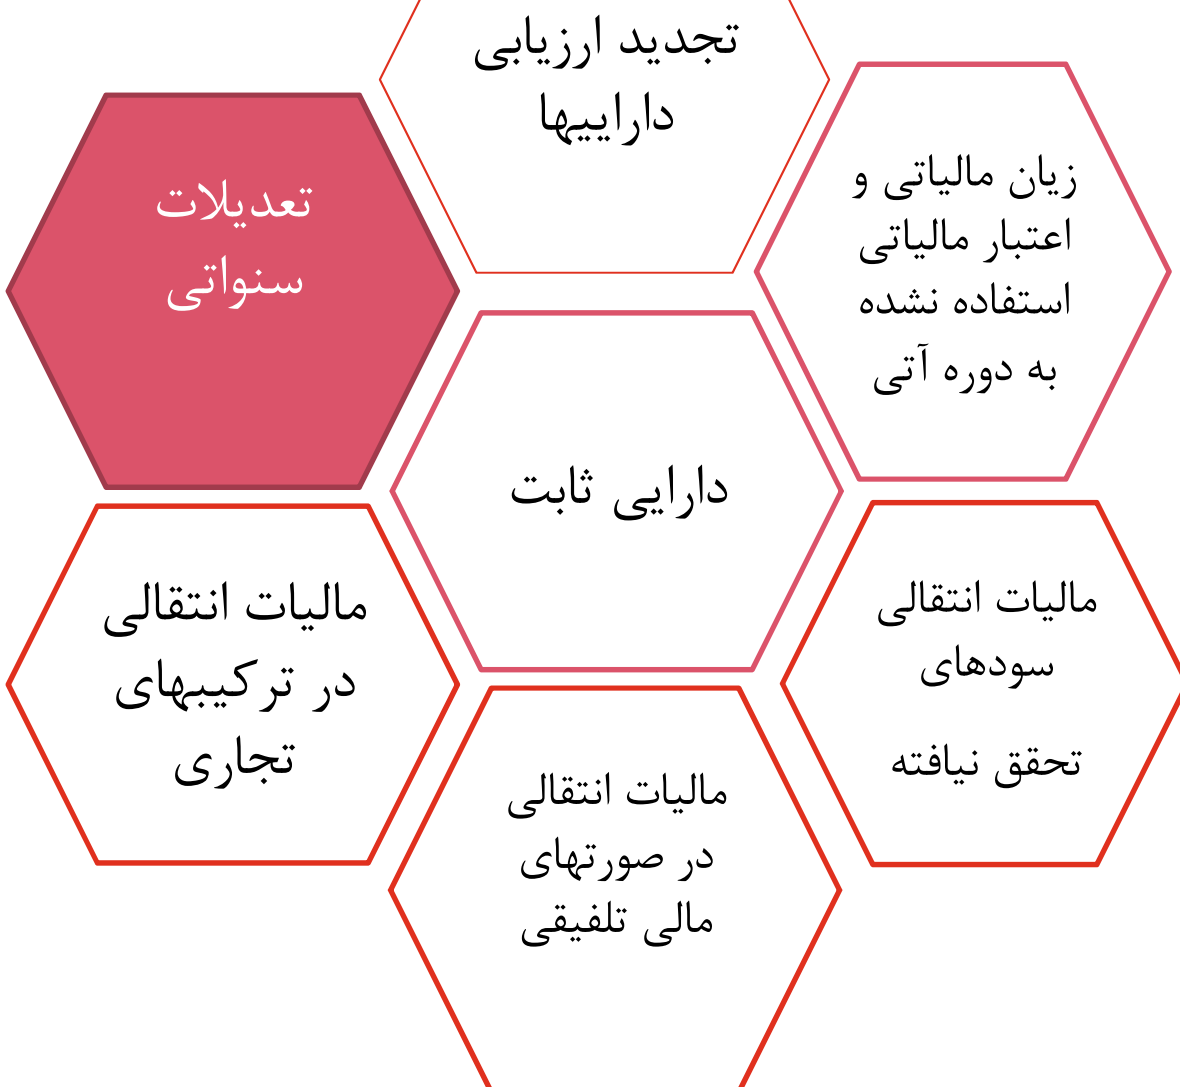 تجدید ارزیابی
داراییها
زیان مالیاتی و
اعتبار مالیاتی
استفاده نشده
به دوره آتی
تعدیلات
سنواتی
دارایی ثابت
مالیات انتقالی
سودهای
تحقق نیافته
مالیات انتقالی
در ترکیبهای
تجاری
مالیات انتقالی
در صورتهای
مالی تلفیقی